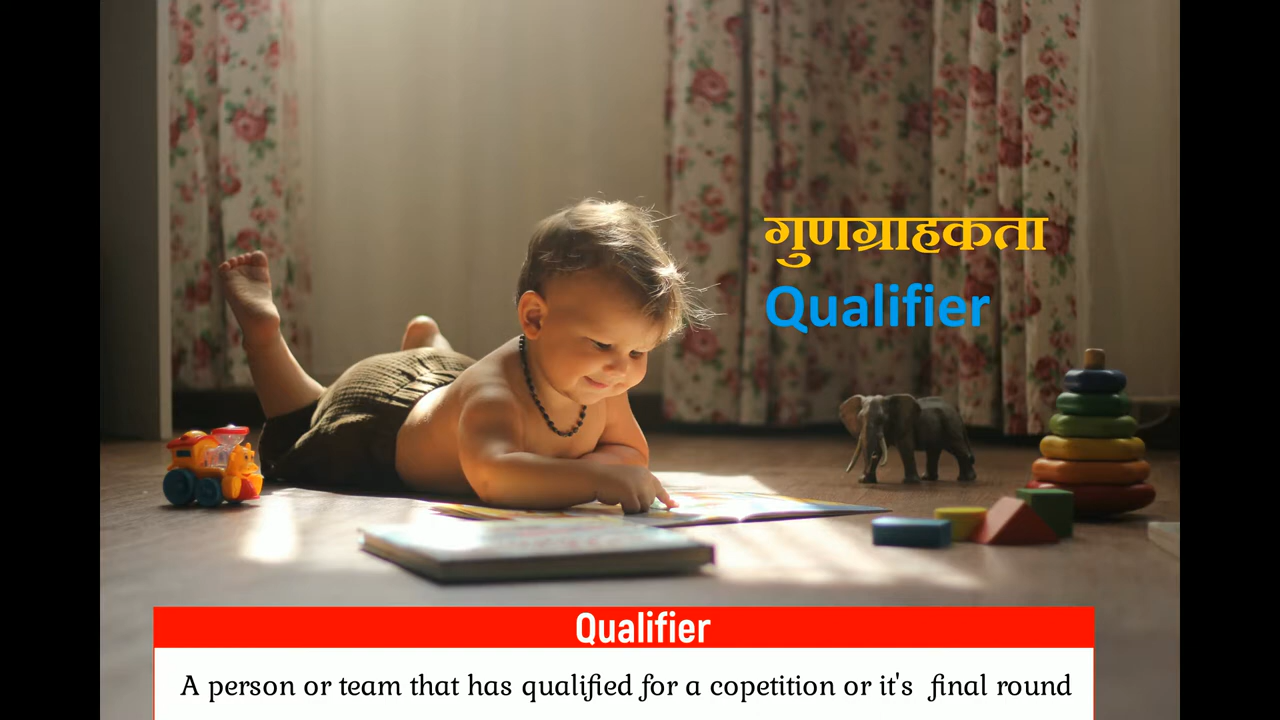 गुणग्राहकता
Qualifier
Qualifier
A person or team that has qualified for a copetition or it's final round